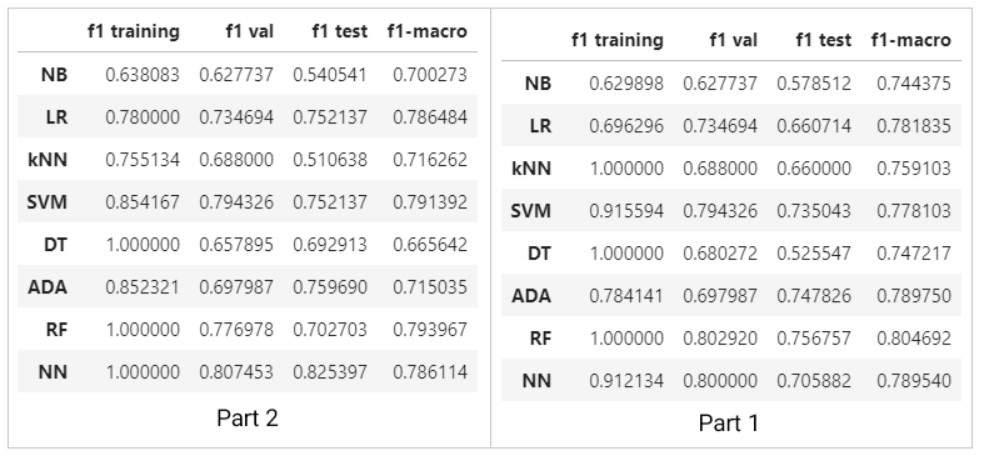 f1 training f1 val f1 test f1-macro
NB 0.638083 0.627737 0.540541 0.700273
LR 0.780000 0.734694 0.752137 0.786484
kNN 0.755134 0.688000 0.510638 0.716262
SVM 0.854167 0.794326 0.752137 0.791392
DT 1.000000 0.657895 0.692913 0.665642
ADA 0.852321 0.697987 0.759690 0.715035
RF 1.000000 0.776978 0.702703 0.793967
NN 1.000000 0.807453 0.825397 0.786114
Part 2
f1 training f1 val f1 test f1-macro
NB 0.629898 0.627737 0.578512 0.744375
LR 0.696296 0.734694 0.660714 0.781835
kNN 1.000000 0.688000 0.660000 0.759103
SVM 0.915594 0.794326 0.735043 0.778103
DT 1.000000 0.680272 0.525547 0.747217
ADA 0.784141 0.697987 0.747826 0.789750
RF 1.000000 0.802920 0.756757 0.804692
NN 0.912134 0.800000 0.705882 0.789540
Part 1